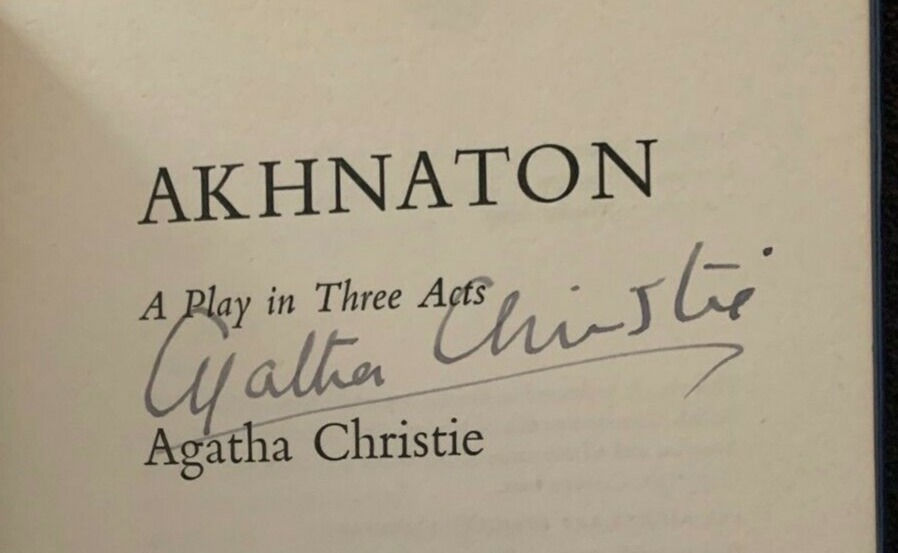 AKHNATON
A Play in Three Acts
Agatha Christie
Agatha Christie